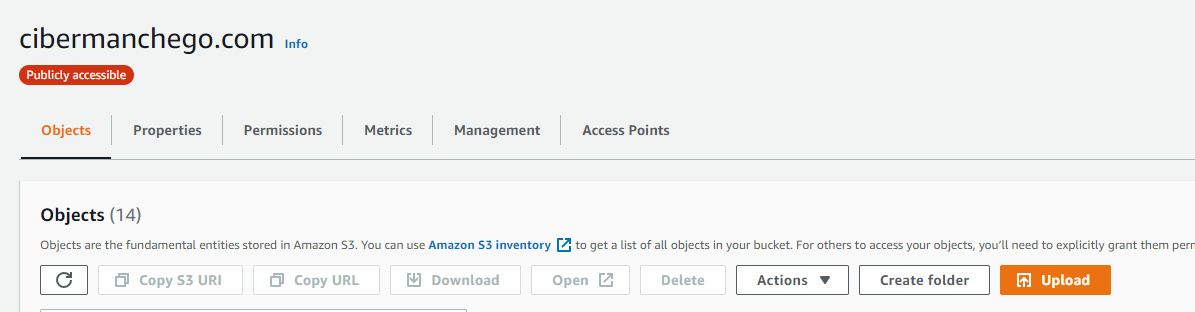 cibermanchego.com Info
Publicly accessible
Objects Properties Permissions Metrics Management Access Points
Objects (14)
Objects are the fundamental entities stored in Amazon S3. You can use Amazon S3 inventory to get a list of all objects in your bucket. For others to access your objects, you'll need to explicitly grant them
Copy S3 URI Copy URL Download Open Delete Actions Create folder Upload